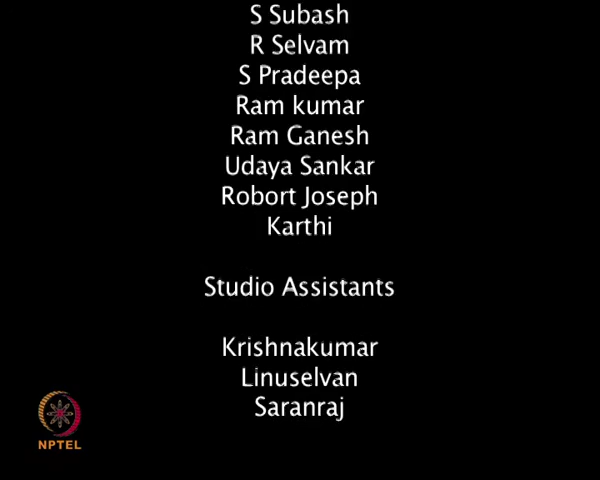 S Subash
R Selvam
S Pradeepa
Ram kumar
Ram Ganesh
Udaya Sankar
Robort Joseph
Karthi
Studio Assistants
Krishnakumar
Linuselvan
Saranraj
NPTEL